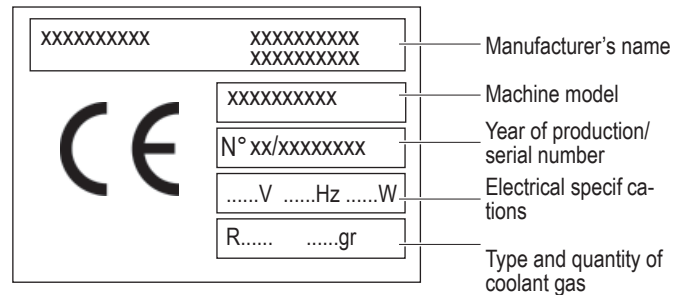 XXXXXXXXXX XXXXXXXXXX
XXXXXXXXXX
Manufacturer's name
CE
XXXXXXXXXX
Machine model
N° xx/xxxxxxxx
Year of production/
serial number
......V ......Hz ......W
Electrical specif ca-
tions
R...... ......gr
Type and quantity of
coolant gas